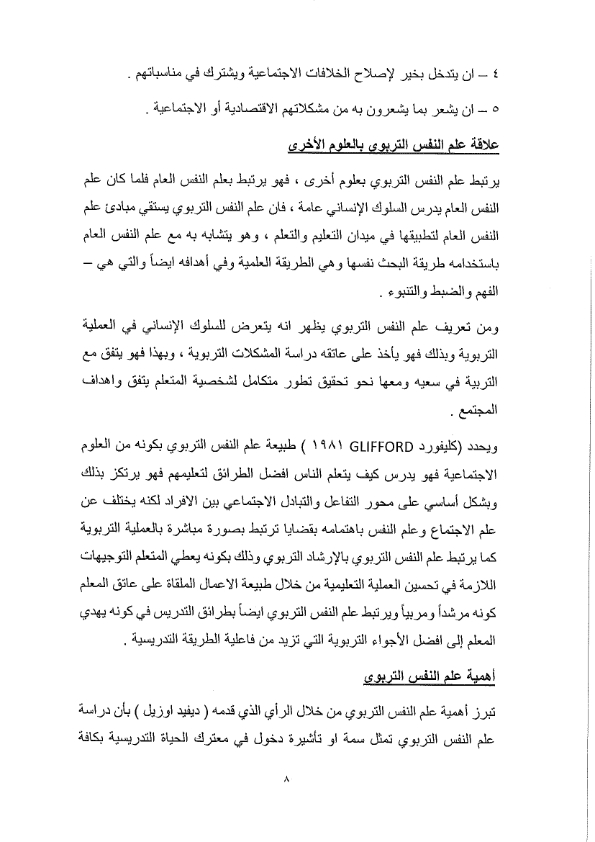 ٤ – ان يتدخل بخير لإصلاح الخلافات الاجتماعية ويشترك في مناسباتهم .
٥ – ان يشعر بما يشعرون به من مشكلاتهم الاقتصادية أو الاجتماعية .
علاقة علم النفس التربوي بالعلوم الأخرى
يرتبط علم النفس التربوي بعلوم أخرى ، فهو يرتبط بعلم النفس العام فلما كان علم
النفس العام يدرس السلوك الإنساني عامة ، فان علم النفس التربوي يستقي مبادئ علم
النفس العام لتطبيقها في ميدان التعليم والتعلم ، وهو يتشابه به مع علم النفس العام
باستخدامه طريقة البحث نفسها وهي الطريقة العلمية وفي أهدافه ايضاً والتي هي –
الفهم والضبط والتنبوء .
ومن تعريف علم النفس التربوي يظهر انه يتعرض للسلوك الإنساني في العملية
التربوية وبذلك فهو يأخذ على عاتقه دراسة المشكلات التربوية ، وبهذا فهو يتفق مع
التربية في سعيه ومعها نحو تحقيق تطور متكامل لشخصية المتعلم يتفق واهداف
المجتمع .
ويحدد (كليفورد GLIFFORD ١٩٨١ ) طبيعة علم النفس التربوي بكونه من العلوم
الاجتماعية فهو يدرس كيف يتعلم الناس افضل الطرائق لتعليمهم فهو يرتكز بذلك
وبشكل أساسي على محور التفاعل والتبادل الاجتماعي بين الافراد لكنه يختلف عن
علم الاجتماع وعلم النفس باهتمامه بقضايا ترتبط بصورة مباشرة بالعملية التربوية
كما يرتبط علم النفس التربوي بالإرشاد التربوي وذلك بكونه يعطي المتعلم التوجيهات
اللازمة في تحسين العملية التعليمية من خلال طبيعة الاعمال الملقاة على عاتق المعلم
كونه مرشداً ومربياً ويرتبط علم النفس التربوي ايضاً بطرائق التدريس في كونه يهدي
المعلم إلى افضل الأجواء التربوية التي تزيد من فاعلية الطريقة التدريسية .
أهمية علم النفس التربوي
تبرز أهمية علم النفس التربوي من خلال الرأي الذي قدمه ( ديفيد اوزيل ) بأن دراسة
علم النفس التربوي تمثل سمة او تأشيرة دخول في معترك الحياة التدريسية بكافة
٨